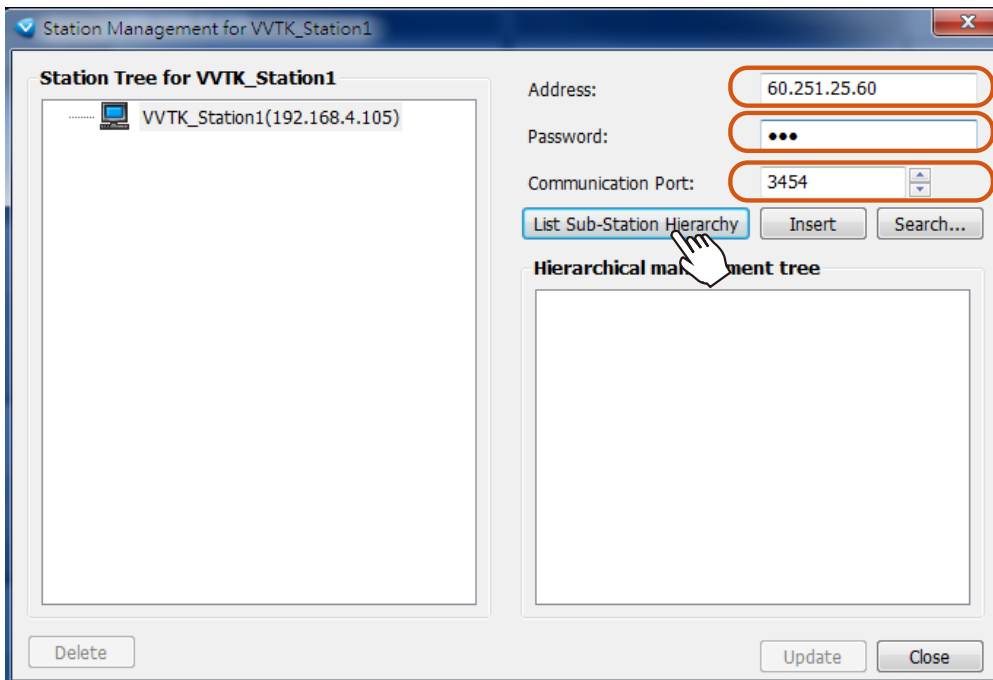 Station Management for VVTK_Station1
Station Tree for VVTK_Station1
VVTK_Station1(192.168.4.105)
Address:
60.251.25.60
Password:
●●●
Communication Port:
3454
List Sub-Station Hierarchy
Insert
Search...
Hierarchical management tree
Delete
Update
Close